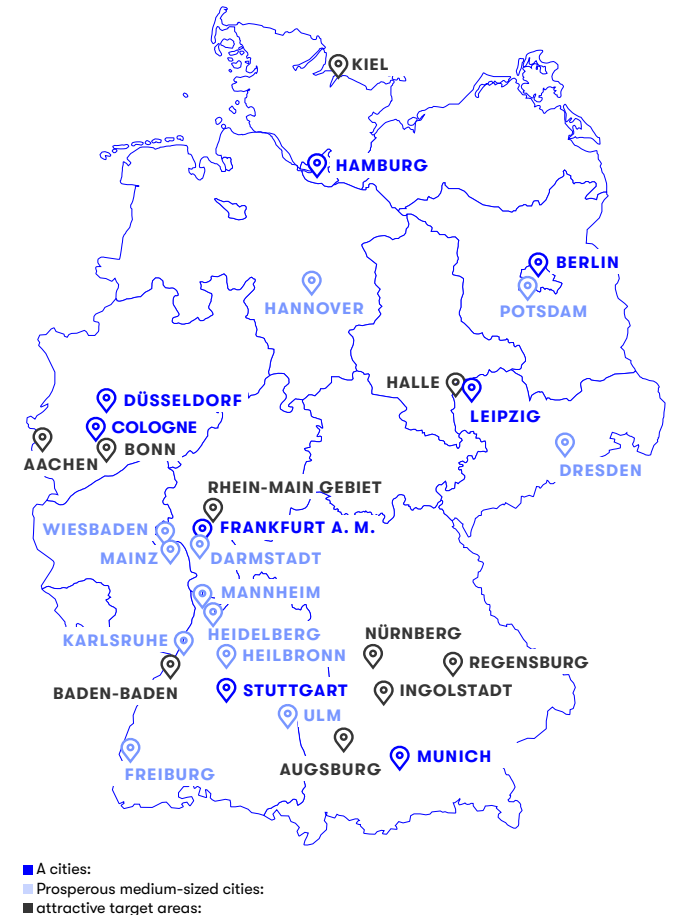 KIEL
HAMBURG
BERLIN
HANNOVER
POTSDAM
HALLE
DÜSSELDORF
LEIPZIG
COLOGNE
BONN
AACHEN
DRESDEN
RHEIN-MAIN GEBIET
FRANKFURT A. M.
WIESBADEN
MAINZ
DARMSTADT
MANNHEIM
HEIDELBERG
NÜRNBERG
KARLSRUHE
HEILBRONN
REGENSBURG
BADEN-BADEN
STUTTGART
INGOLSTADT
ULM
MUNICH
AUGSBURG
FREIBURG
A cities:
Prosperous medium-sized cities:
attractive target areas: